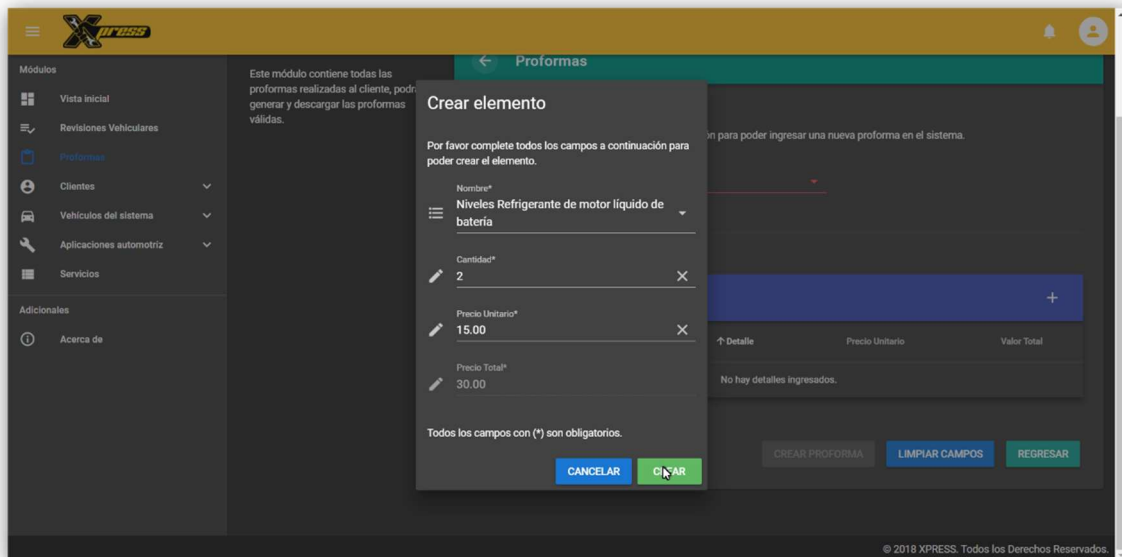 Xpress
Módulos
Vista inicial
Revisiones Vehiculares
Proformas
Clientes
Vehículos del sistema
Aplicaciones automotriz
Servicios
Adicionales
Acerca de
Este módulo contiene todas las
proformas realizadas al cliente, podrá
generar y descargar las proformas
válidas.
Proformas
ón para poder ingresar una nueva proforma en el sistema.
Crear elemento
Por favor complete todos los campos a continuación para
poder crear el elemento.
Nombre*
Niveles Refrigerante de motor líquido de
batería
Cantidad*
2
Precio Unitario*
15.00
Precio Total*
30.00
Todos los campos con (*) son obligatorios.
CANCELAR
CREAR
Detalle
Precio Unitario
Valor Total
No hay detalles ingresados.
CREAR PROFORMA
LIMPIAR CAMPOS
REGRESAR
© 2018 XPRESS. Todos los Derechos Reservados.